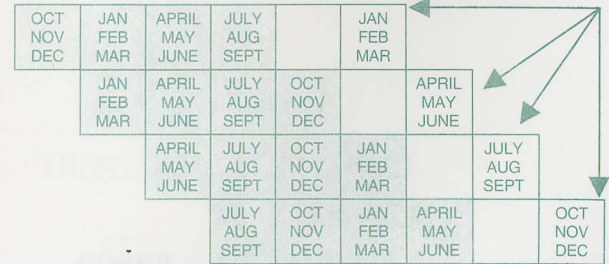 OCT JAN APRIL JULY JAN
NOV FEB MAY AUG FEB
DEC MAR JUNE SEPT MAR
JAN APRIL JULY OCT APRIL
FEB MAY AUG NOV MAY
MAR JUNE SEPT DEC JUNE
APRIL JULY OCT JAN JULY
MAY AUG NOV FEB AUG
JUNE SEPT DEC MAR SEPT
JULY OCT JAN APRIL OCT
AUG NOV FEB MAY NOV
SEPT DEC MAR JUNE DEC